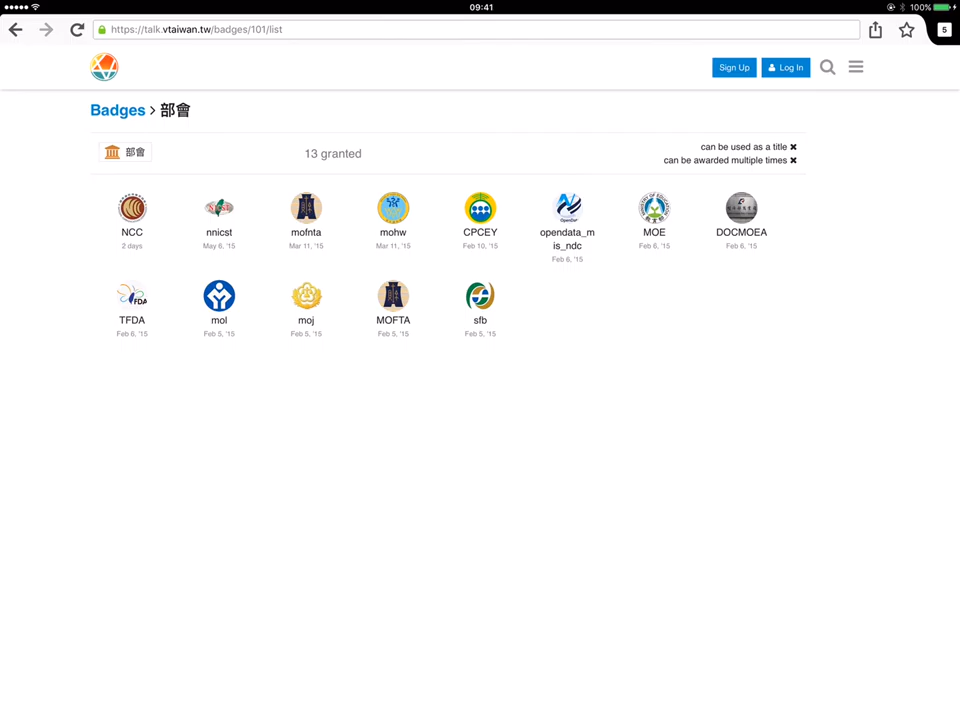 09:41
100%
https://talk.vtaiwan.tw/badges/101/list
5
Sign Up
Log In
Badges > 部會
部會
13 granted
can be used as a title ✖
can be awarded multiple times ✖
NCC
nnicst
mofnta
mohw
CPCEY
opendata_m
is_ndc
MOE
DOCMOEA
2 days
May 6, '15
Mar 11, '15
Mar 11, '15
Feb 10, '15
Feb 6, '15
Feb 6, '15
Feb 6, '15
TFDA
mol
moj
MOFTA
sfb
Feb 6, '15
Feb 5, '15
Feb 5, '15
Feb 5, '15
Feb 5, '15